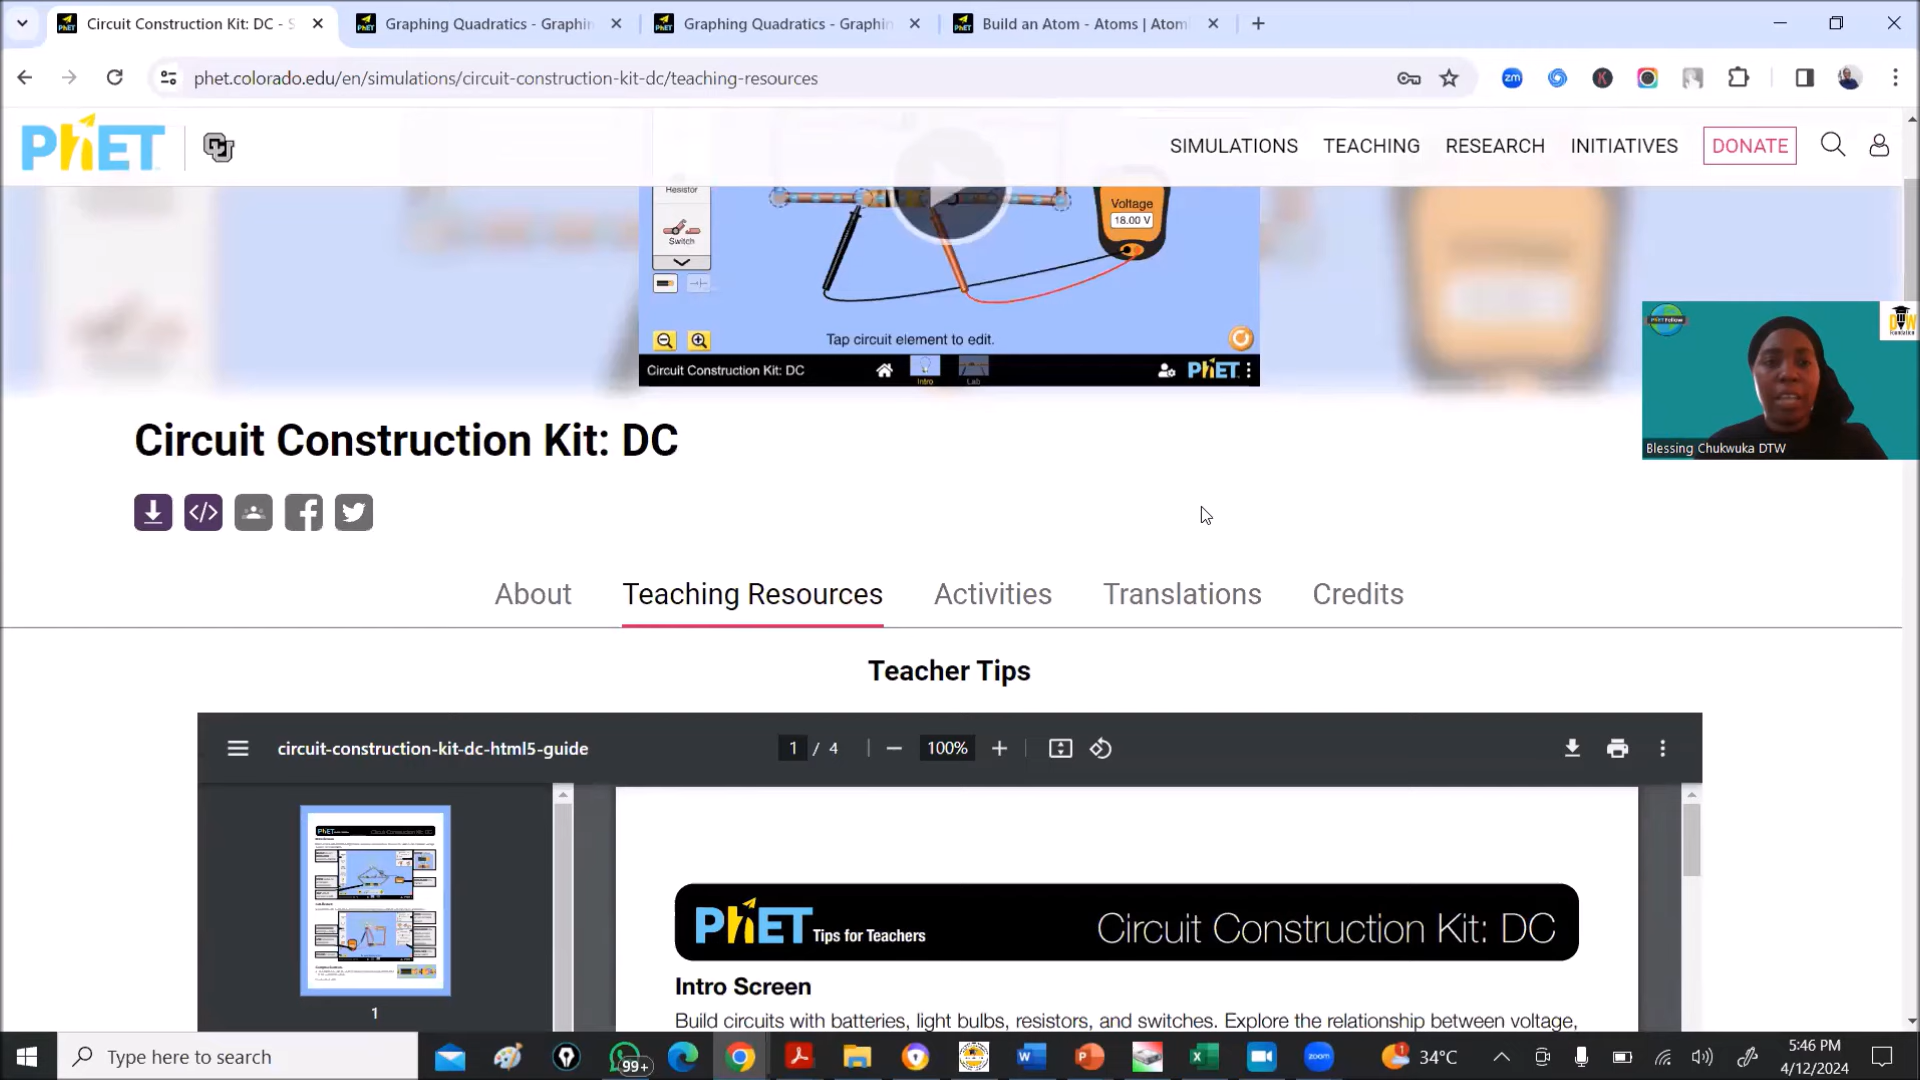 Circuit Construction Kit: DC - S
Graphing Quadratics - Graphin
Graphing Quadratics - Graphin
Build an Atom - Atoms | Atom
phet.colorado.edu/en/simulations/circuit-construction-kit-dc/teaching-resources
zm
K
PhET
CU
SIMULATIONS
TEACHING
RESEARCH
INITIATIVES
DONATE
Resistor
Switch
Voltage
18.00 V
Tap circuit element to edit.
Circuit Construction Kit: DC
Intro
Lab
PhET
Blessing Chukwuka DTW
Circuit Construction Kit: DC
About
Teaching Resources
Activities
Translations
Credits
Teacher Tips
circuit-construction-kit-dc-html5-guide
1 / 4
100%
1
PhET Tips for Teachers
Circuit Construction Kit: DC
Intro Screen
Build circuits with batteries, light bulbs, resistors, and switches. Explore the relationship between voltage,
Type here to search
99+
zoom
34°C
5:46 PM
4/12/2024